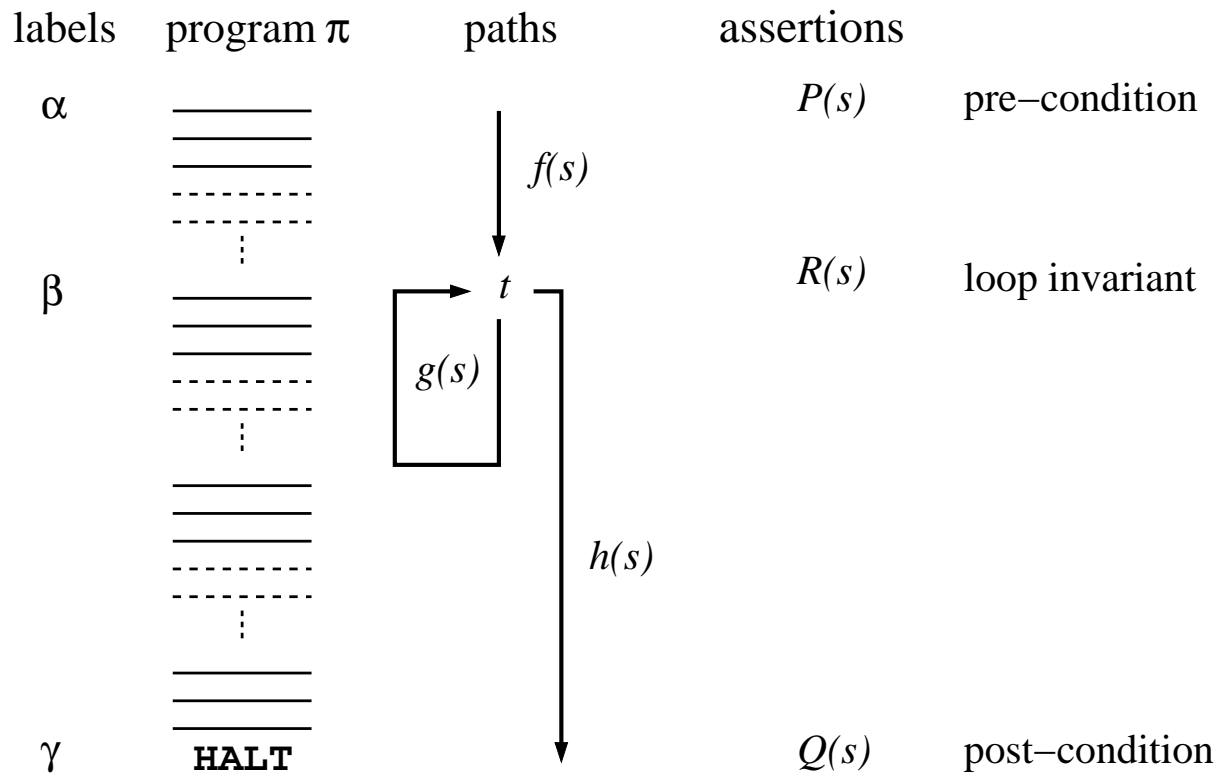 labels program π paths assertions
α P(s) pre−condition
f(s)
β t R(s) loop invariant
g(s)
h(s)
γ HALT Q(s) post−condition